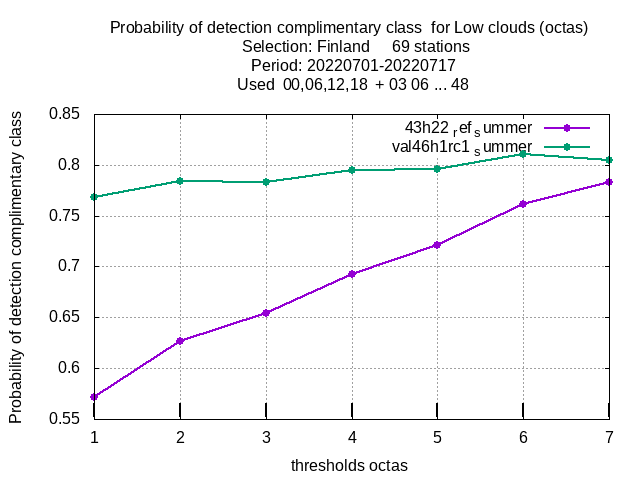 Probability of detection complimentary class  for Low clouds (octas)
Selection: Finland     69 stations
Period: 20220701-20220717
Used  00,06,12,18  + 03 06 ... 48
43h22_ref_summer
val46h1rc1_summer
Probability of detection complimentary class
0.85
0.8
0.75
0.7
0.65
0.6
0.55
1 2 3 4 5 6 7
thresholds octas